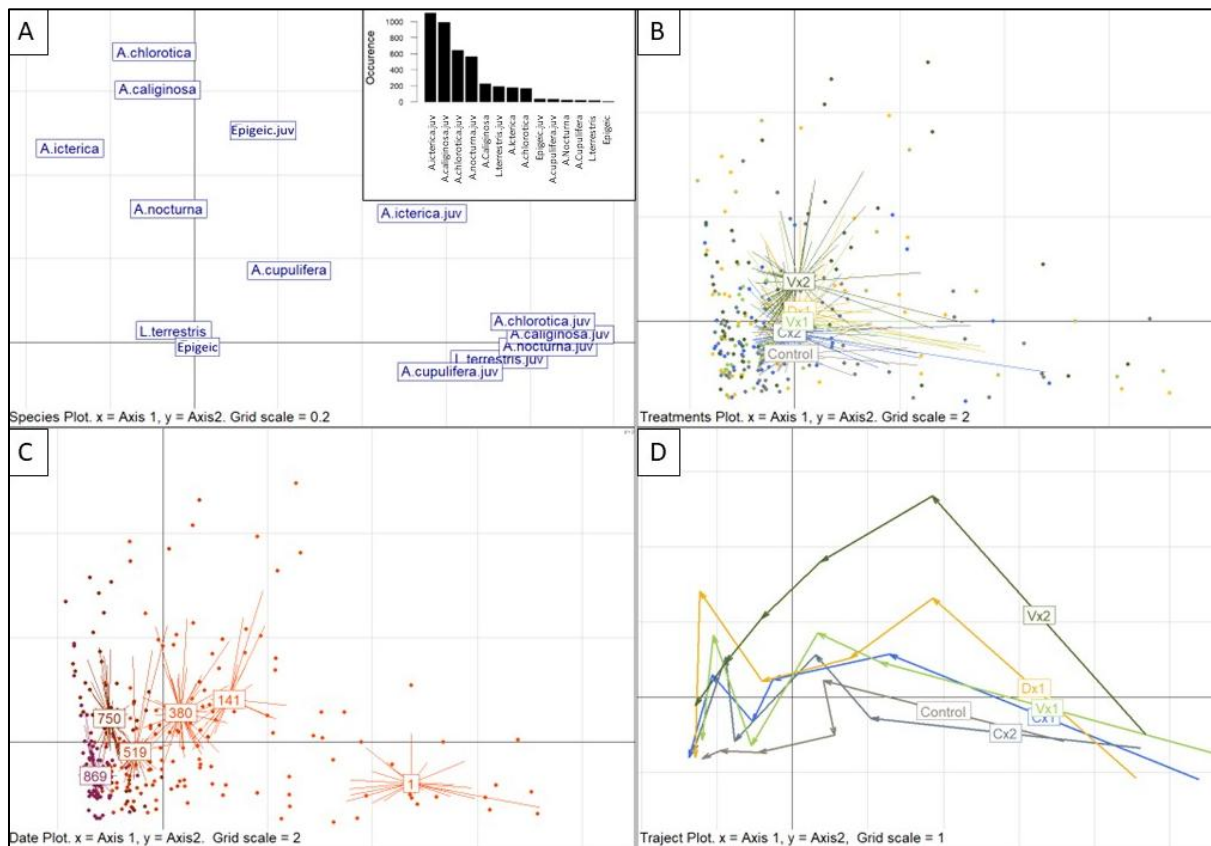 A
A.chlorotica
A.caliginosa
Epigeic.juv
A.icterica
A.nocturna
A.icterica.juv
A.cupulifera
L.terrestris
Epigeic
A.chlorotica.juv
A.caliginosa.juv
A.nocturna.juv
L.terrestris.juv
A.cupulifera.juv
Occurence
1000
800
600
400
200
0
A.icterica.juv
A.caliginosa.juv
A.chlorotica.juv
A.nocturna.juv
A.Caliginosa
L.terrestris.juv
A.Icterica
A.chlorotica
Epigeic.juv
A.cupulifera.juv
A.Nocturna
A.Cupulifera
L.terrestris
Epigeic
Species Plot. x = Axis 1, y = Axis2. Grid scale = 0.2
B
Vx2
Dx1
Vx1
Cx2
Control
Treatments Plot. x = Axis 1, y = Axis2. Grid scale = 2
C
141
380
750
519
869
1
Date Plot. x = Axis 1, y = Axis2. Grid scale = 2
D
Vx2
Dx1
Vx1
Cx1
Control
Cx2
Traject Plot. x = Axis 1, y = Axis2, Grid scale = 1